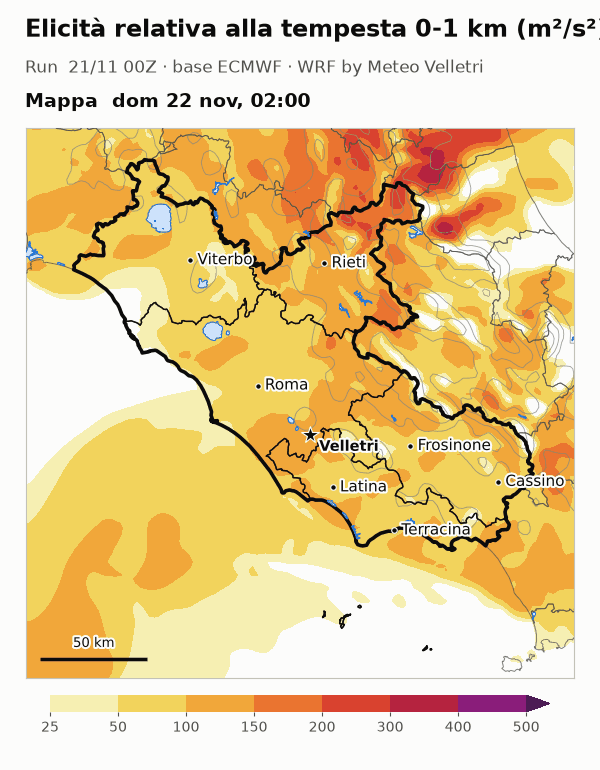 Elicità relativa alla tempesta 0-1 km (m²/s²)
Run  21/11 00Z · base ECMWF · WRF by Meteo Velletri
Mappa  dom 22 nov, 02:00
Viterbo
Rieti
Roma
Velletri
Frosinone
Cassino
Latina
Terracina
50 km
25 50 100 150 200 300 400 500